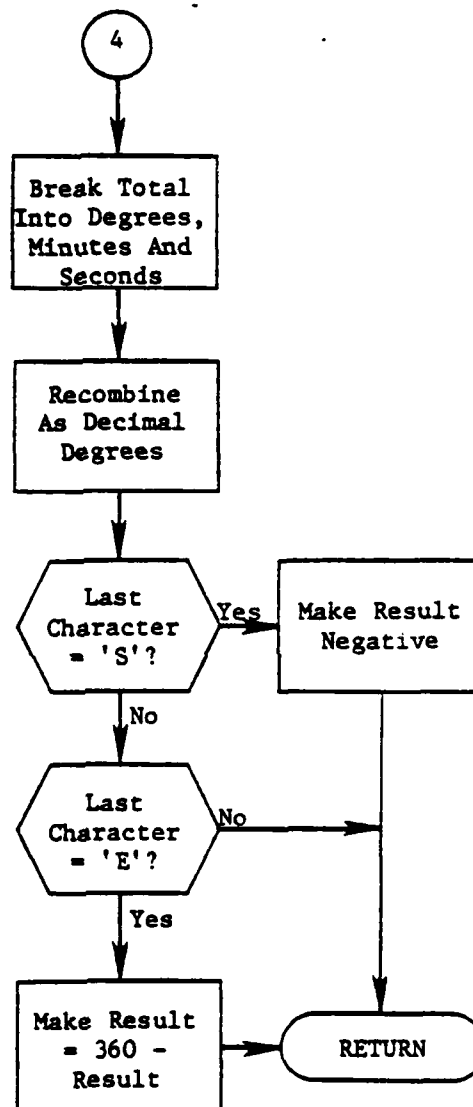 4
Break Total
Into Degrees,
Minutes And
Seconds
Recombine
As Decimal
Degrees
Last
Character
= 'S'?
Yes
Make Result
Negative
No
Last
Character
= 'E'?
No
Yes
Make Result
= 360 -
Result
RETURN